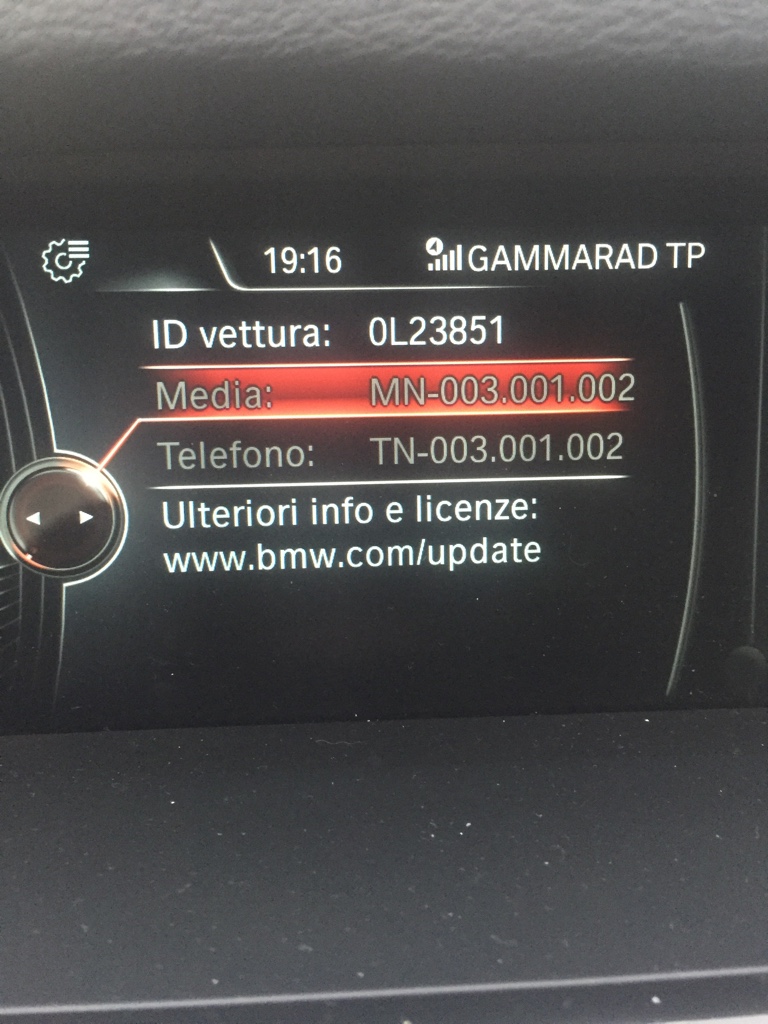 19:16 GAMMARAD TP
ID vettura: 0L23851
Media: MN-003.001.002
Telefono: TN-003.001.002
Ulteriori info e licenze:
www.bmw.com/update